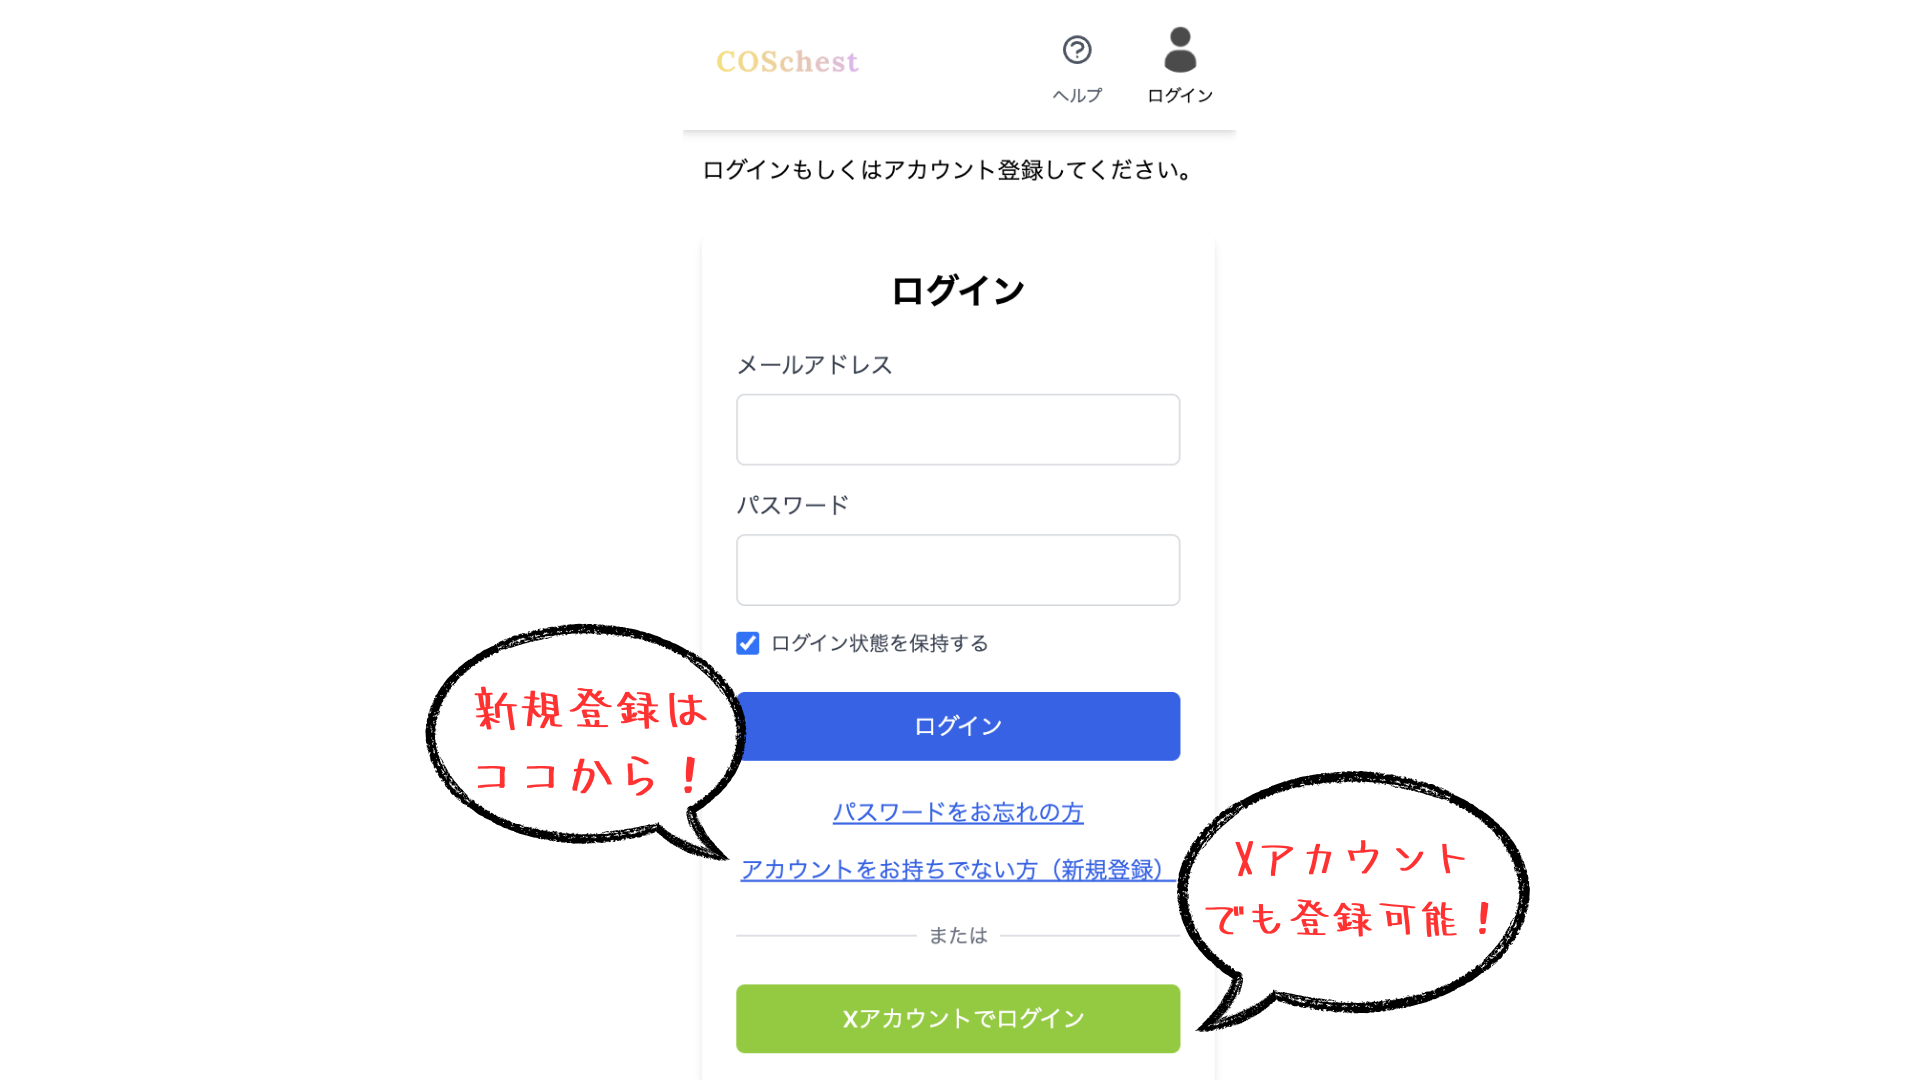 COSchest
ヘルプ
ログイン
ログインもしくはアカウント登録してください。
ログイン
メールアドレス
パスワード
ログイン状態を保持する
新規登録は
ココから！
ログイン
パスワードをお忘れの方
アカウントをお持ちでない方（新規登録）
Xアカウント
でも登録可能！
または
Xアカウントでログイン